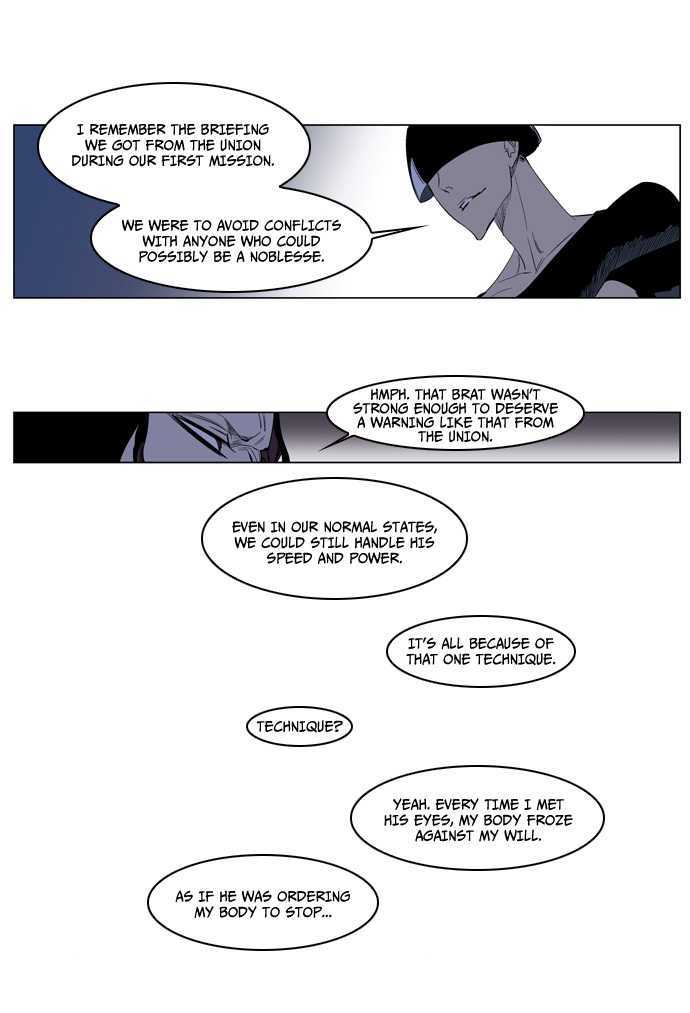 I REMEMBER THE BRIEFING
WE GOT FROM THE UNION
DURING OUR FIRST MISSION.
WE WERE TO AVOID CONFLICTS
WITH ANYONE WHO COULD
POSSIBLY BE A NOBLESSE.
HMPH. THAT BRAT WASN'T
STRONG ENOUGH TO DESERVE
A WARNING LIKE THAT FROM
THE UNION.
EVEN IN OUR NORMAL STATES,
WE COULD STILL HANDLE HIS
SPEED AND POWER.
IT'S ALL BECAUSE OF
THAT ONE TECHNIQUE.
TECHNIQUE?
YEAH. EVERY TIME I MET
HIS EYES, MY BODY FROZE
AGAINST MY WILL.
AS IF HE WAS ORDERING
MY BODY TO STOP...